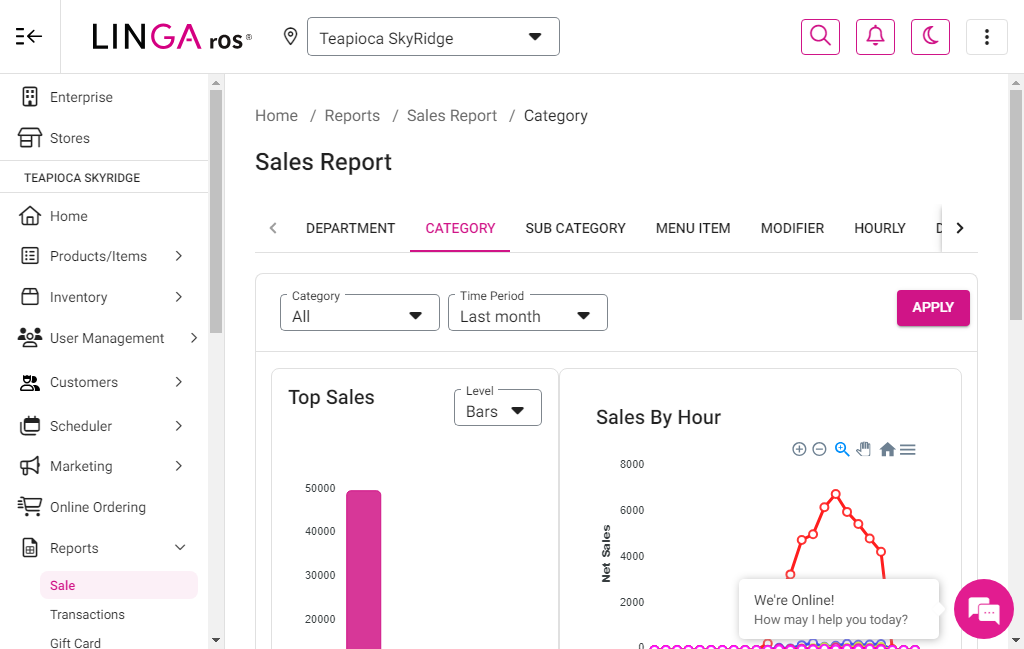 LINGA ros®
Teapioca SkyRidge
Enterprise
Stores
TEAPIOCA SKYRIDGE
Home
Products/Items
Inventory
User Management
Customers
Scheduler
Marketing
Online Ordering
Reports
Sale
Transactions
Gift Card
Home / Reports / Sales Report / Category
Sales Report
DEPARTMENT CATEGORY SUB CATEGORY MENU ITEM MODIFIER HOURLY
Category
All
Time Period
Last month
APPLY
Top Sales
Level
Bars
50000
40000
30000
20000
Sales By Hour
8000
6000
4000
2000
0
Net Sales
We're Online!
How may I help you today?